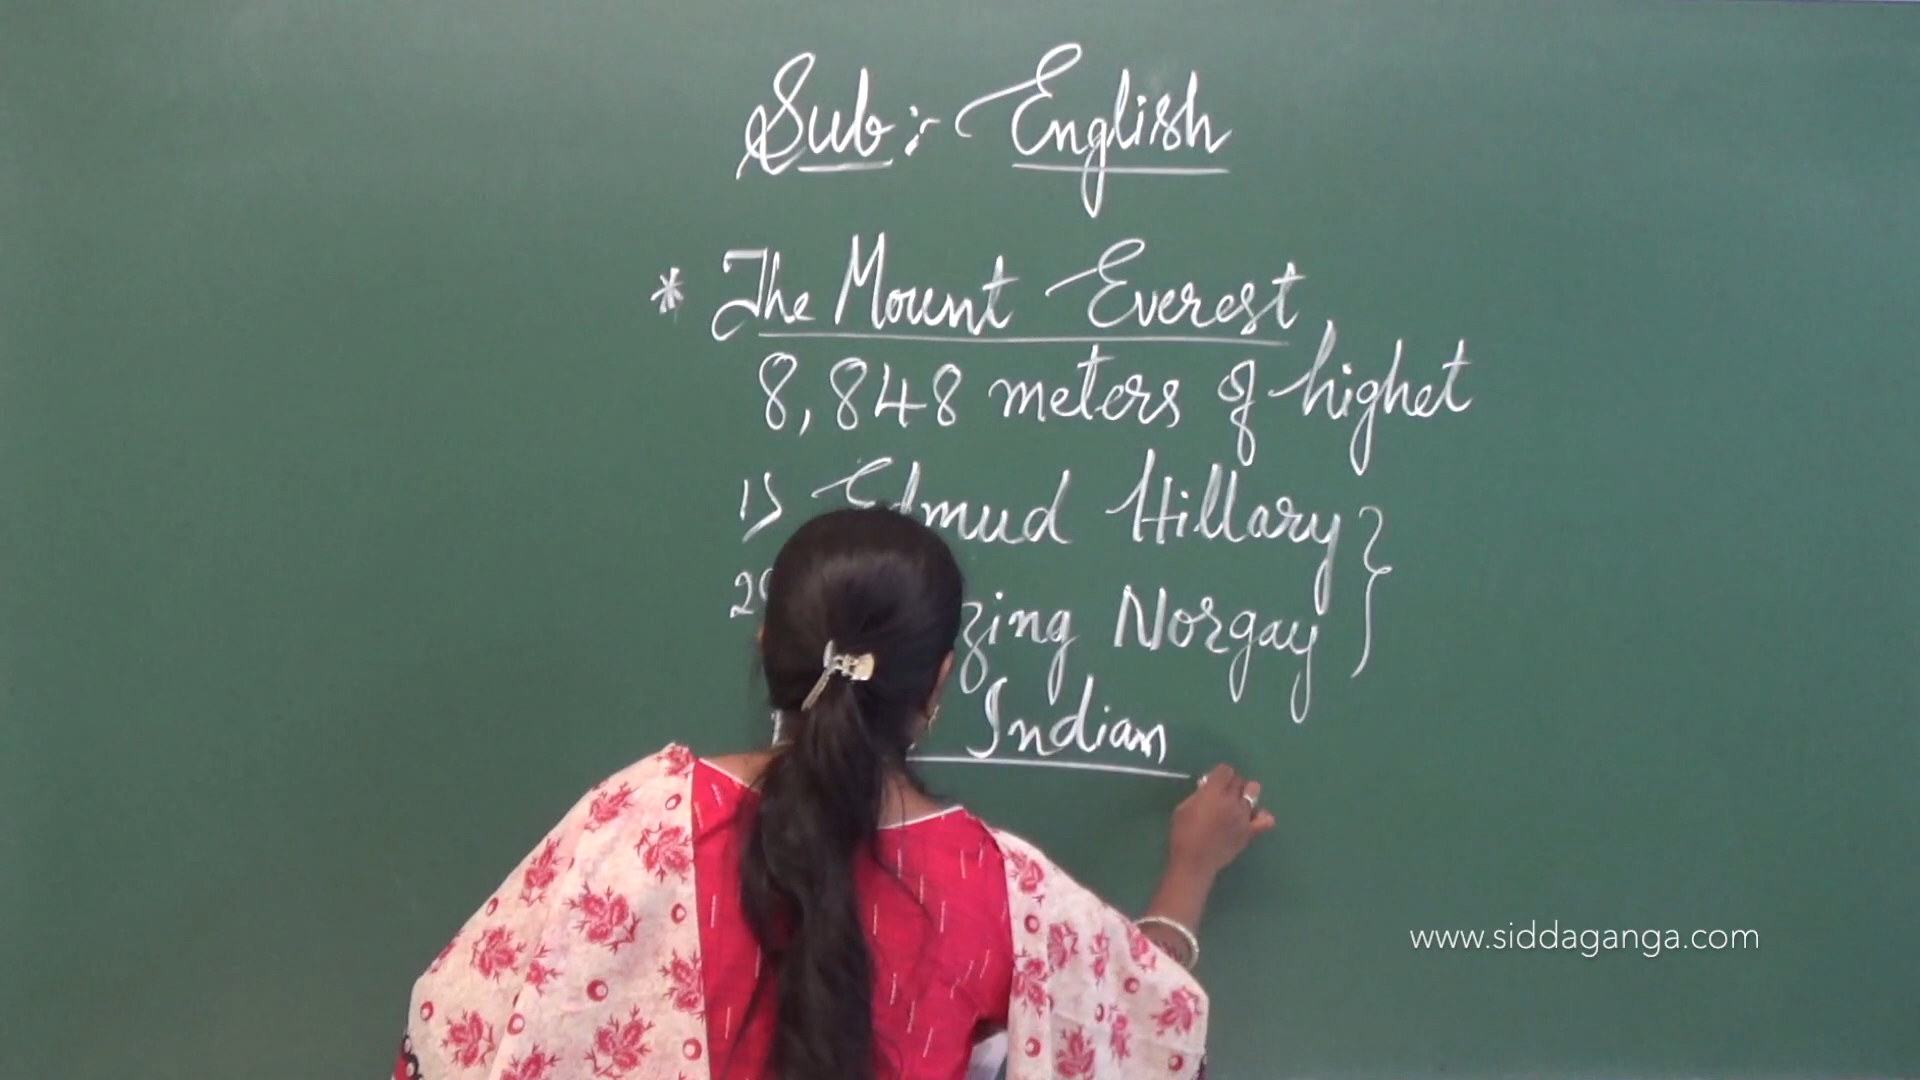 Sub:- English
* The Mount Everest,
8,848 meters of highet
1) Edmud Hillary }
zing Norgay
Indian
www.siddaganga.com